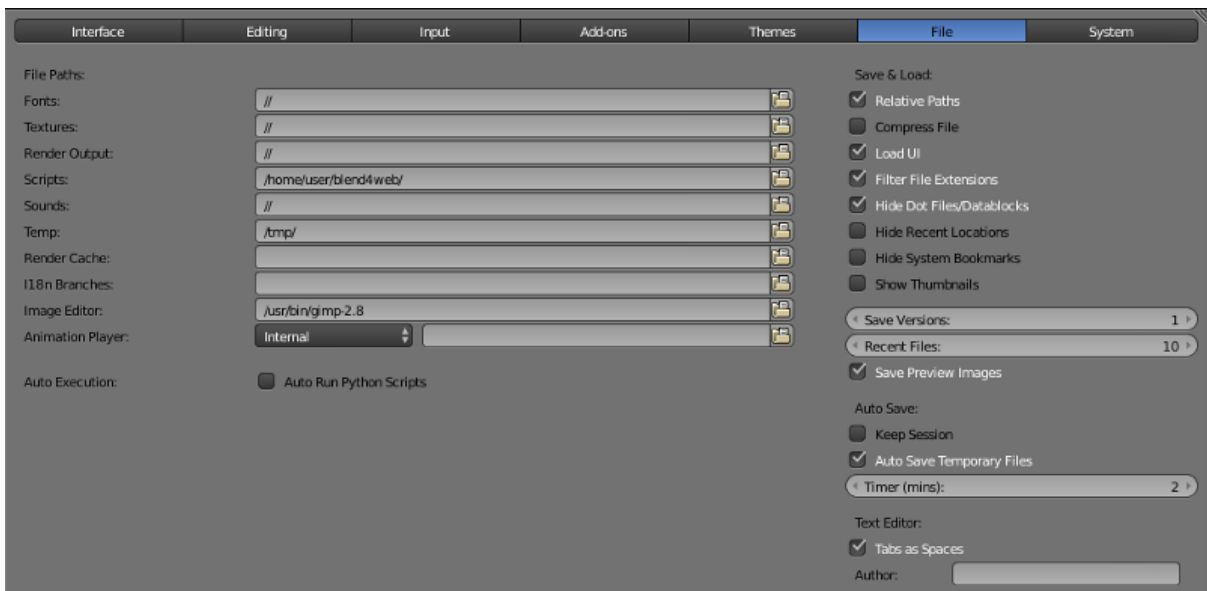 Interface Editing Input Add-ons Themes File System
File Paths:
Fonts: //
Textures: //
Render Output: //
Scripts: /home/user/blend4web/
Sounds: //
Temp: /tmp/
Render Cache:
I18n Branches:
Image Editor: /usr/bin/gimp-2.8
Animation Player: Internal
Auto Execution: Auto Run Python Scripts
Save & Load:
Relative Paths
Compress File
Load UI
Filter File Extensions
Hide Dot Files/Datablocks
Hide Recent Locations
Hide System Bookmarks
Show Thumbnails
Save Versions: 1
Recent Files: 10
Save Preview Images
Auto Save:
Keep Session
Auto Save Temporary Files
Timer (mins): 2
Text Editor:
Tabs as Spaces
Author: